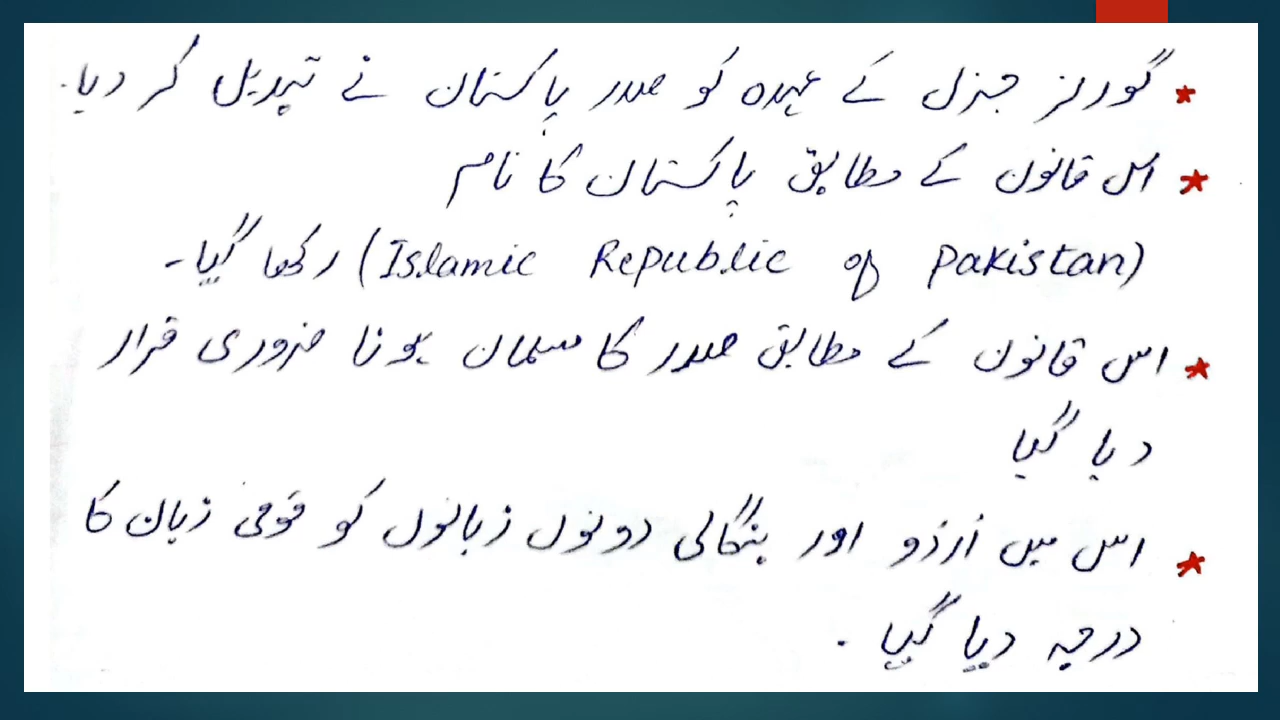 * گورنر جنرل کے عہدہ کو صدر پاکستان نے تبدیل کر دیا.
* اس قانون کے مطابق پاکستان کا نام
(Islamic Republic of Pakistan) رکھا گیا۔
* اس قانون کے مطابق صدر کا مسلمان ہونا ضروری قرار
دیا گیا
* اس میں اُردُو اور بنگالی دونوں زبانوں کو قومی زبان کا
درجہ دیا گیا.